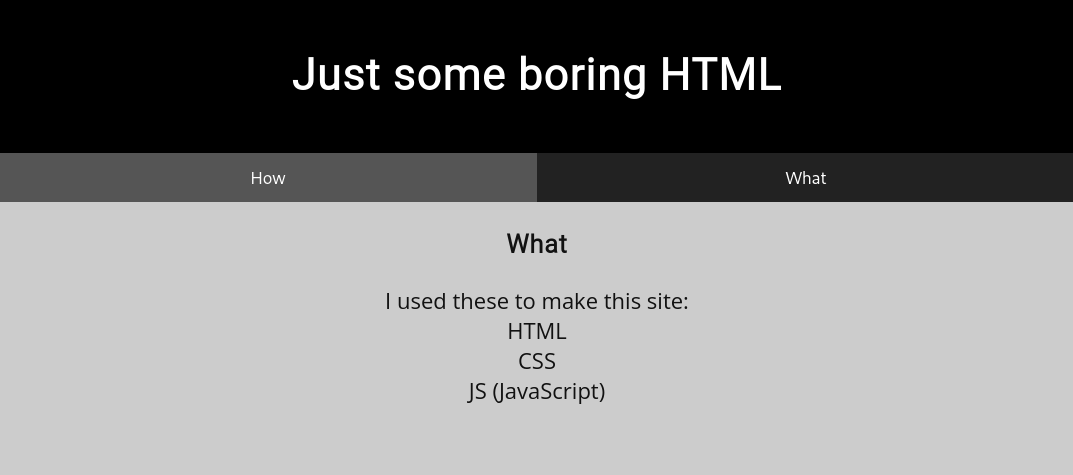 Just some boring HTML
How
What
What
I used these to make this site:
HTML
CSS
JS (JavaScript)